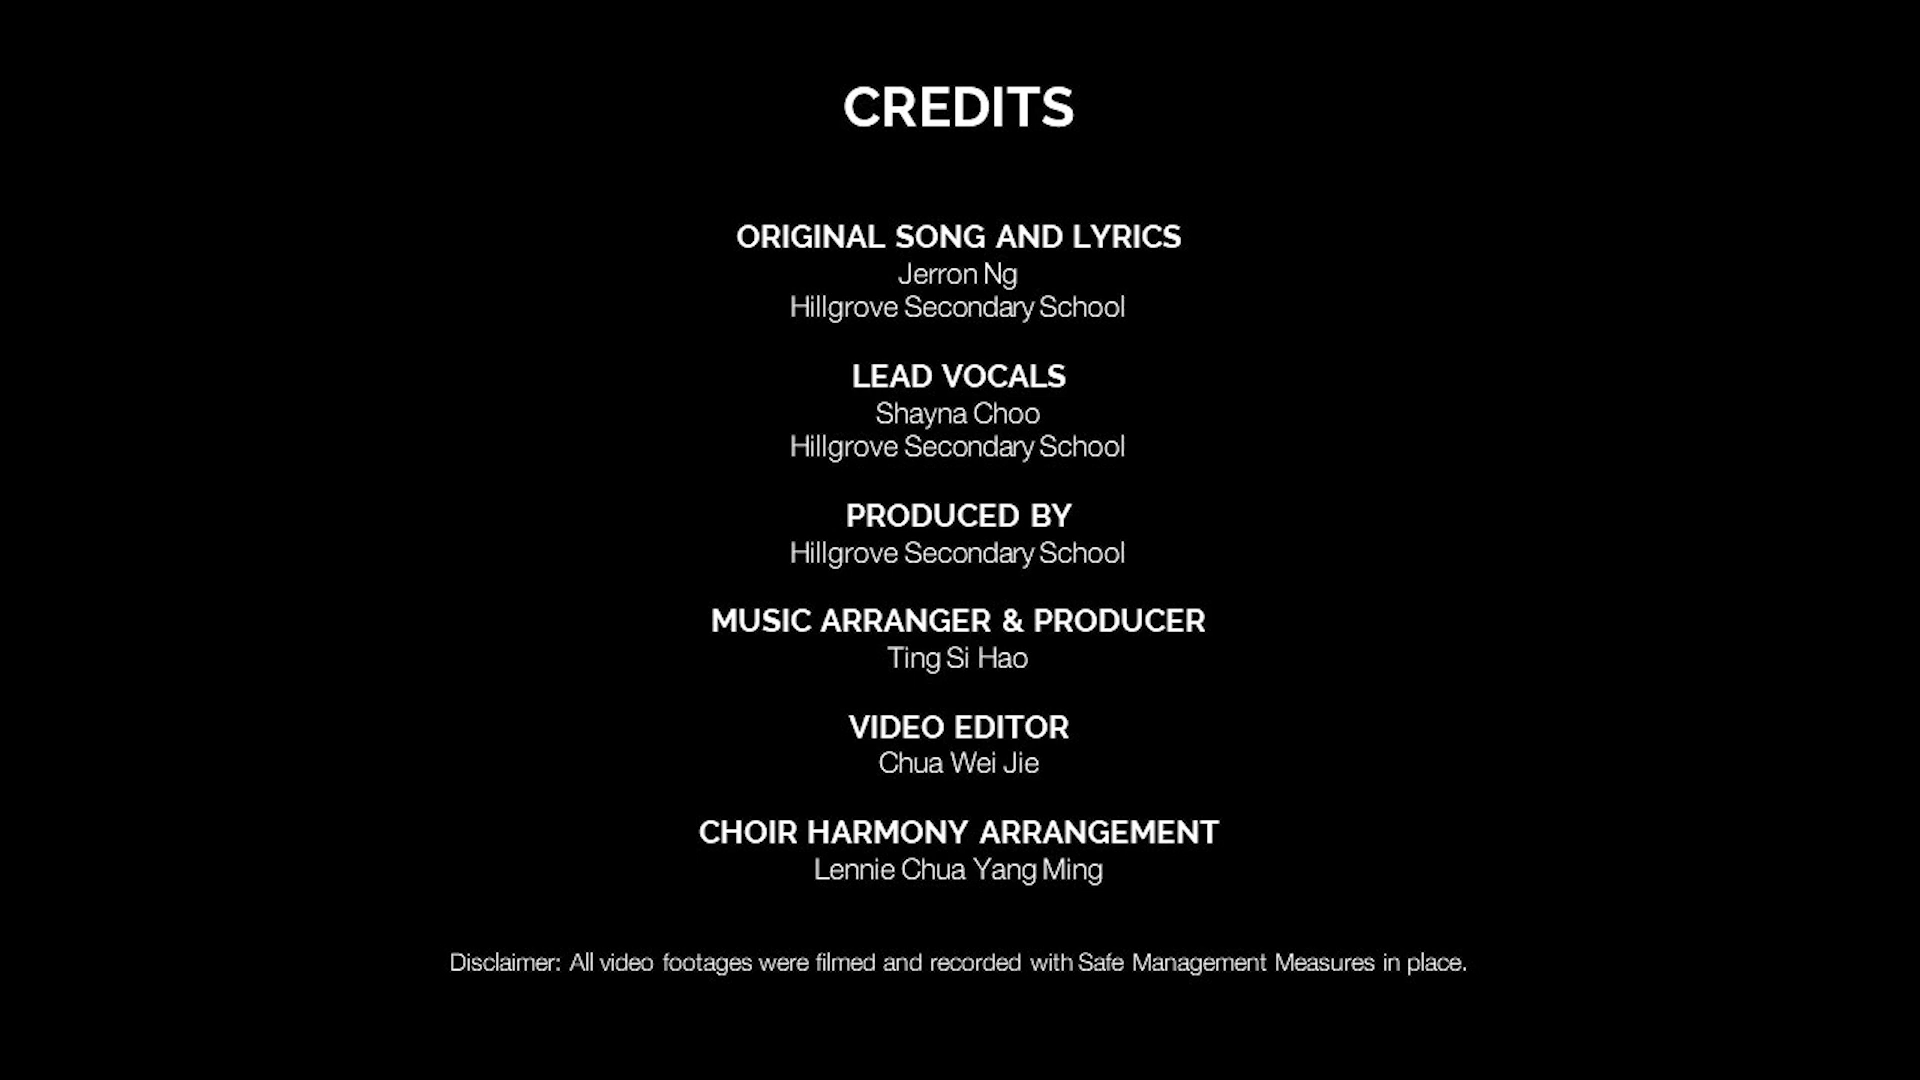 CREDITS
ORIGINAL SONG AND LYRICS
Jerron Ng
Hillgrove Secondary School
LEAD VOCALS
Shayna Choo
Hillgrove Secondary School
PRODUCED BY
Hillgrove Secondary School
MUSIC ARRANGER & PRODUCER
Ting Si Hao
VIDEO EDITOR
Chua Wei Jie
CHOIR HARMONY ARRANGEMENT
Lennie Chua Yang Ming
Disclaimer: All video footages were filmed and recorded with Safe Management Measures in place.